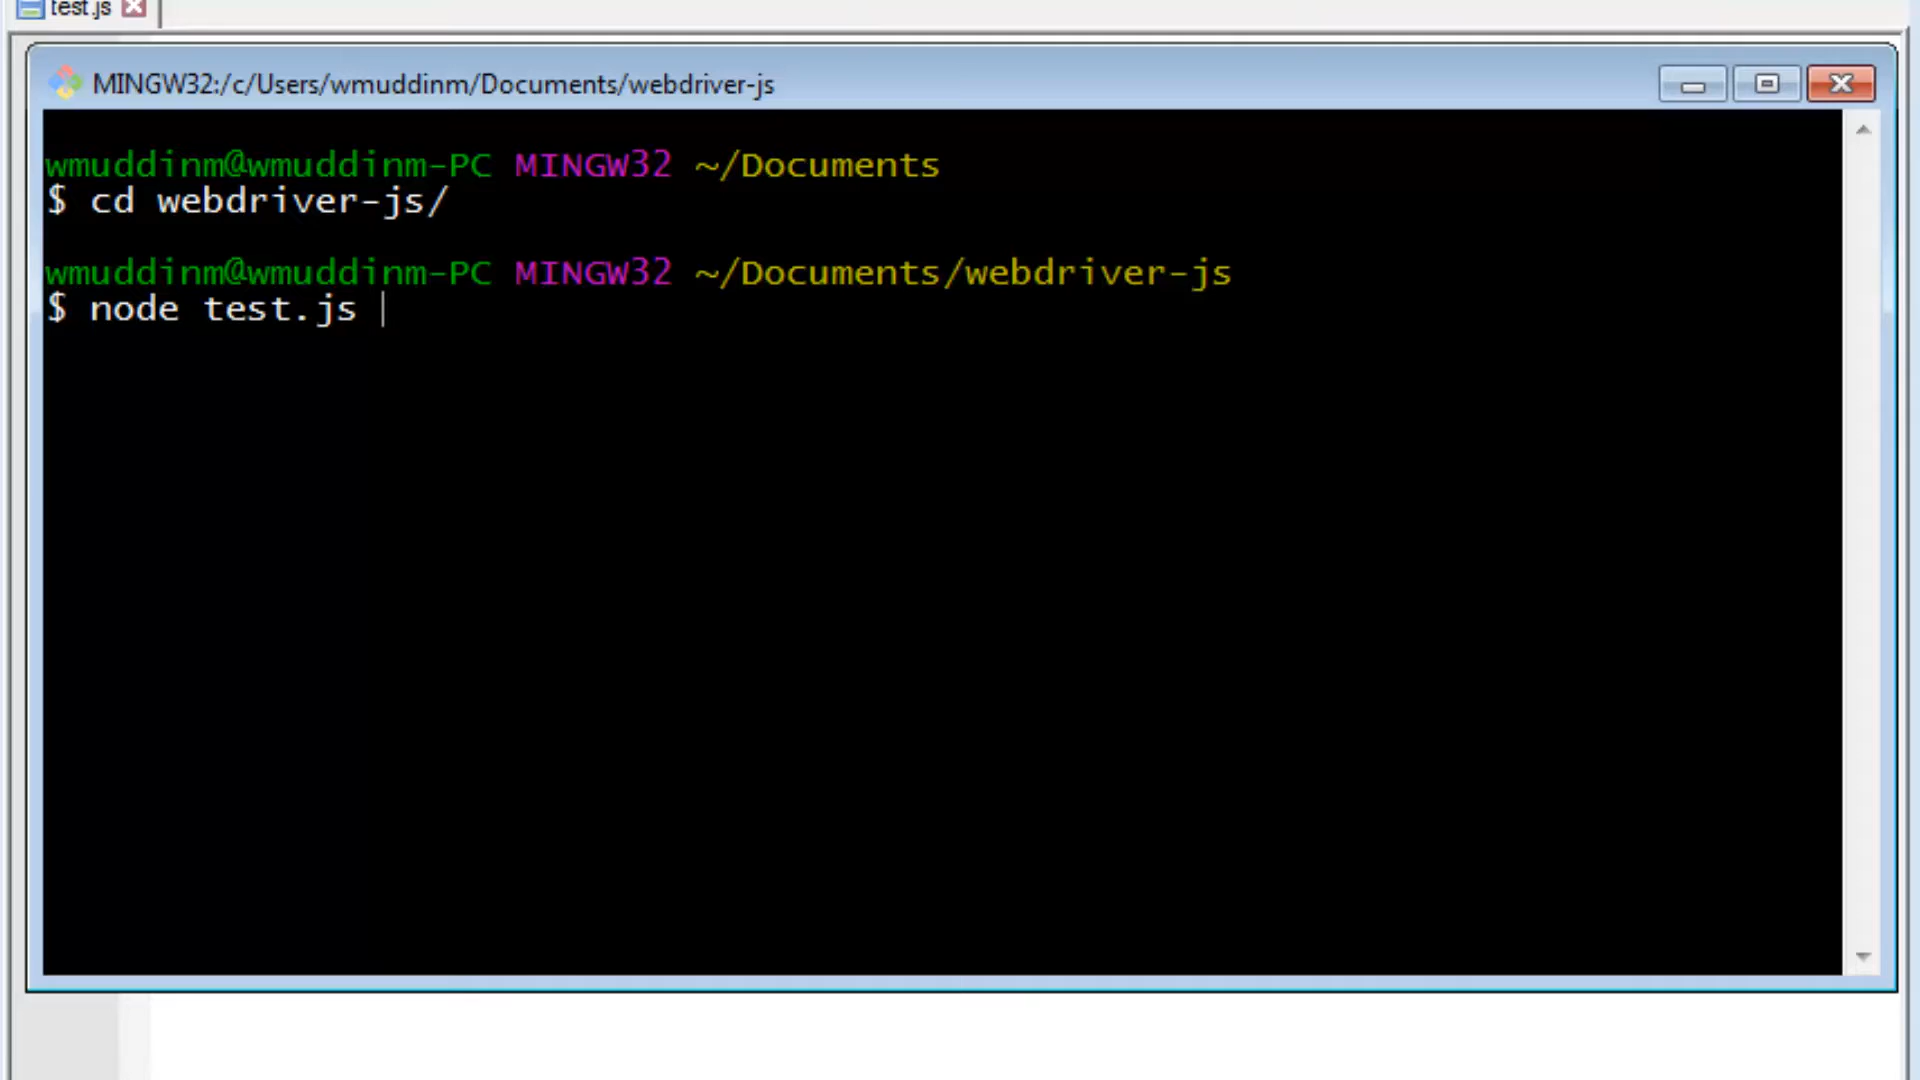 test.js
MINGW32:/c/Users/wmuddinm/Documents/webdriver-js
wmuddinm@wmuddinm-PC MINGW32 ~/Documents
$ cd webdriver-js/
wmuddinm@wmuddinm-PC MINGW32 ~/Documents/webdriver-js
$ node test.js